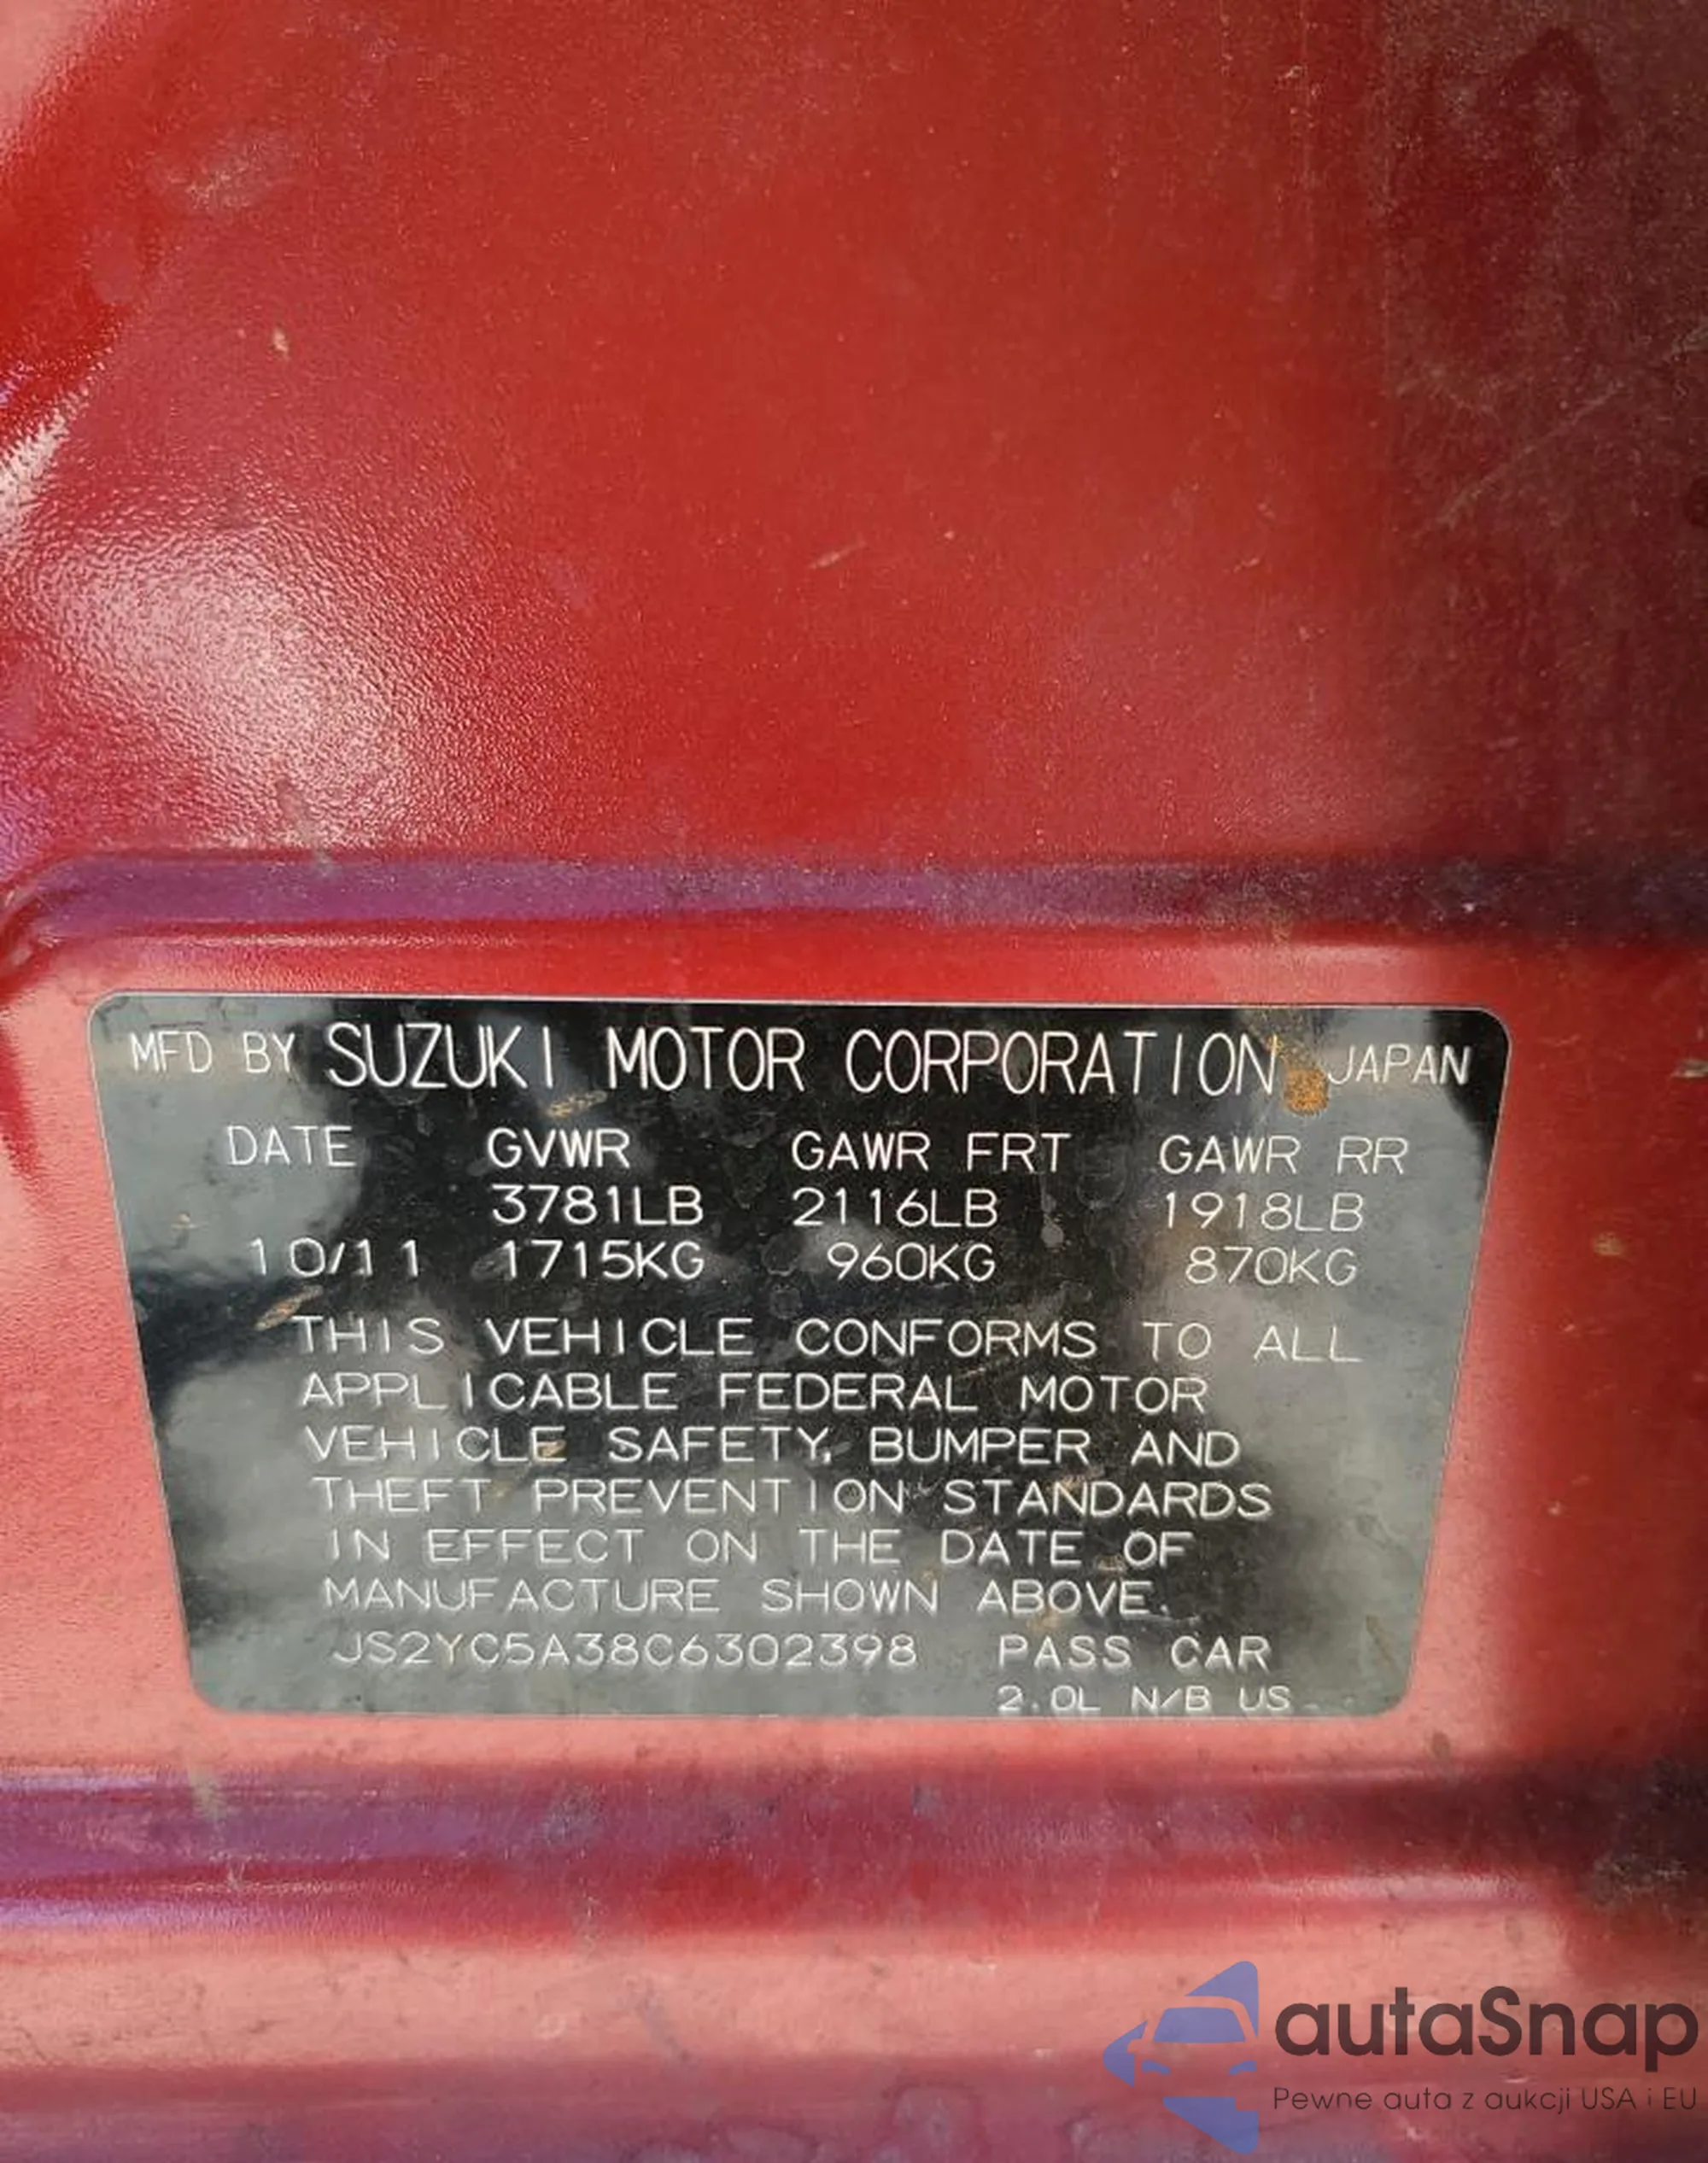 MFD BY SUZUKI MOTOR CORPORATION JAPAN
DATE GVWR GAWR FRT GAWR RR
3781LB 2116LB 1918LB
10/11 1715KG 960KG 870KG
THIS VEHICLE CONFORMS TO ALL
APPLICABLE FEDERAL MOTOR
VEHICLE SAFETY, BUMPER AND
THEFT PREVENTION STANDARDS
IN EFFECT ON THE DATE OF
MANUFACTURE SHOWN ABOVE.
JS2YC5A38C6302398 PASS CAR
2.0L N/B US
autaSnap
Pewne auta z aukcji USA i EU